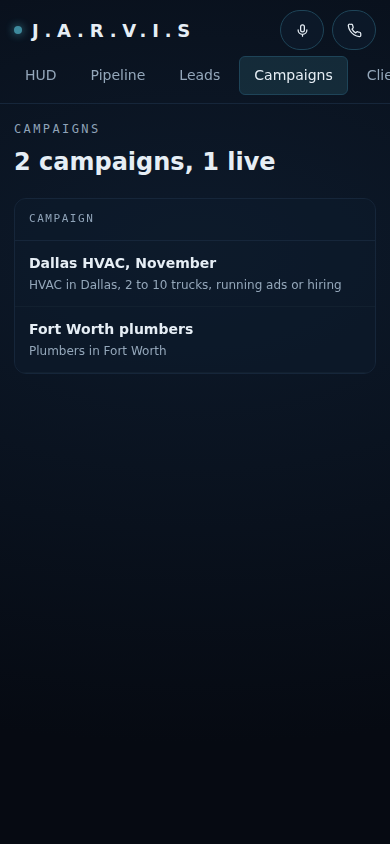 J.A.R.V.I.S
HUD Pipeline Leads Campaigns Clie
CAMPAIGNS
2 campaigns, 1 live
CAMPAIGN
Dallas HVAC, November
HVAC in Dallas, 2 to 10 trucks, running ads or hiring
Fort Worth plumbers
Plumbers in Fort Worth